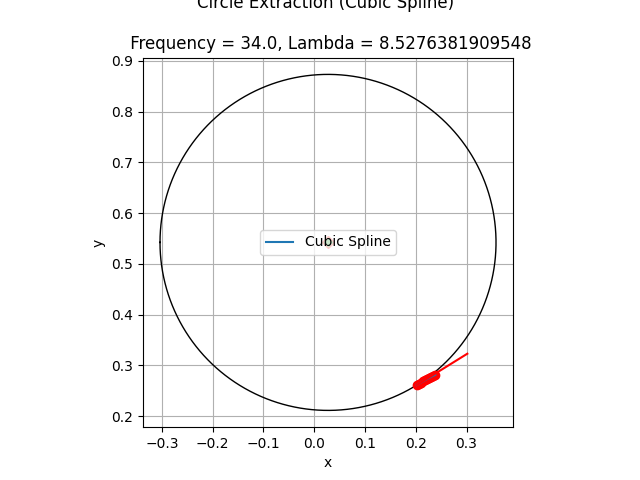 Circle Extraction (Cubic Spline)
Frequency = 34.0, Lambda = 8.5276381909548
0.9
0.8
0.7
0.6
0.5
0.4
0.3
0.2
y
Cubic Spline
−0.3 −0.2 −0.1 0.0 0.1 0.2 0.3
x